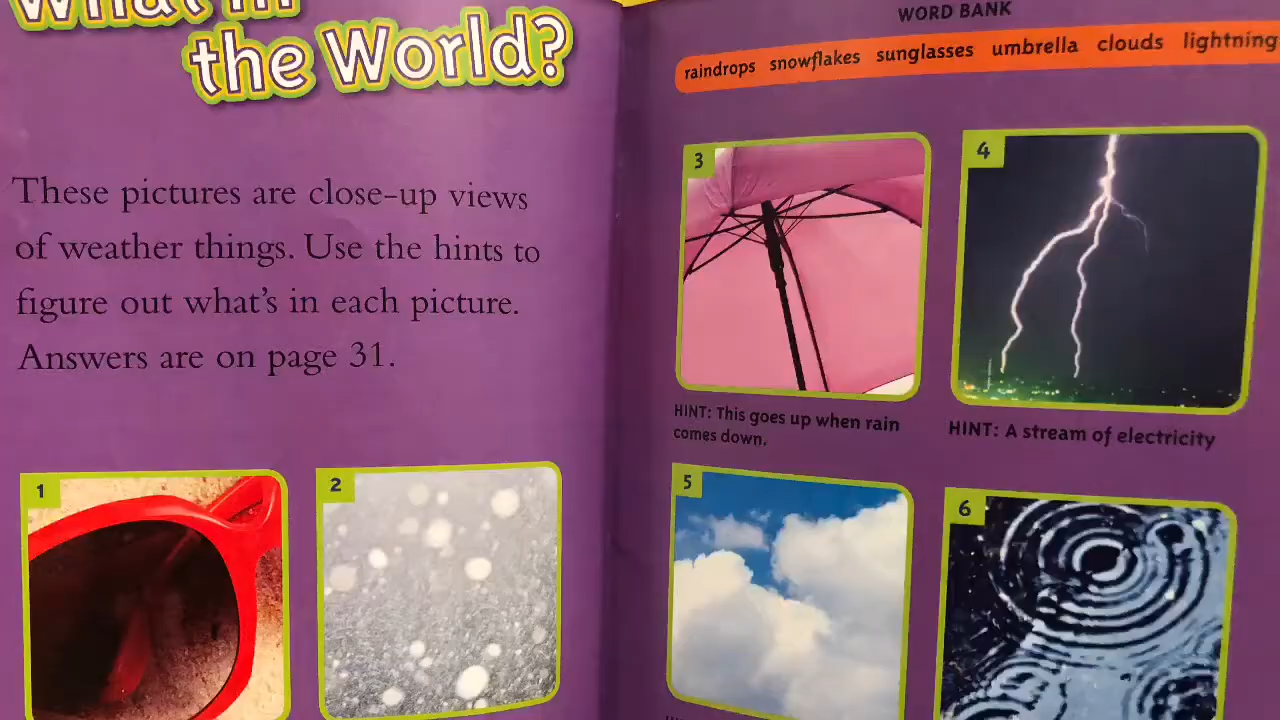 What in
the World?
These pictures are close-up views
of weather things. Use the hints to
figure out what's in each picture.
Answers are on page 31.
1
2
WORD BANK
raindrops snowflakes sunglasses umbrella clouds lightning
3
4
HINT: This goes up when rain
comes down.
HINT: A stream of electricity
5
6